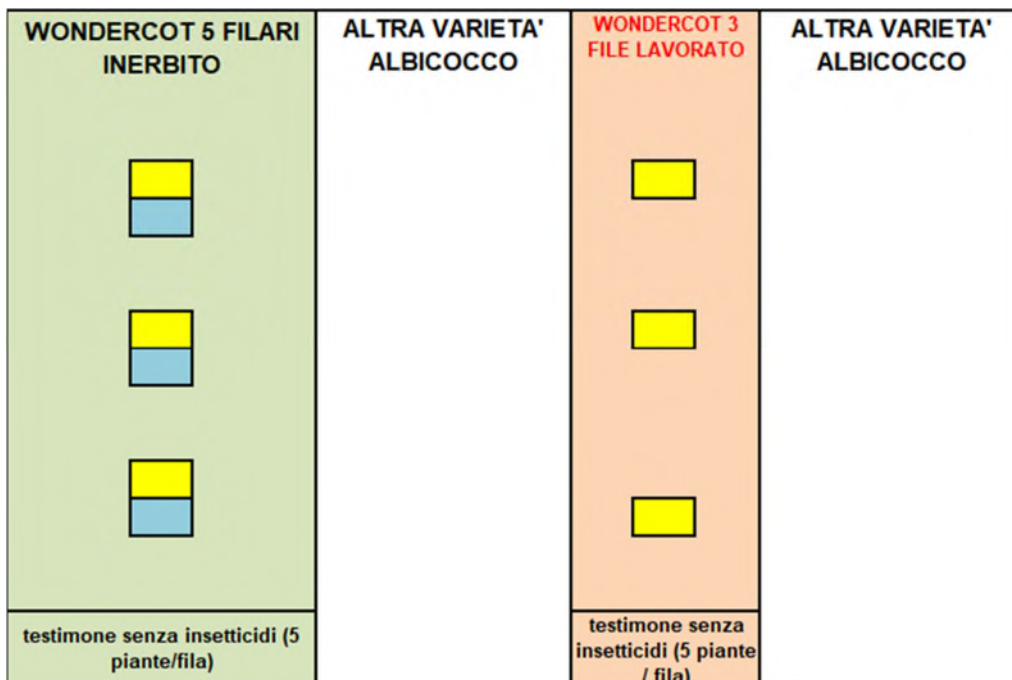 WONDERCOT 5 FILARI
INERBITO
ALTRA VARIETA'
ALBICOCCO
WONDERCOT 3
FILE LAVORATO
ALTRA VARIETA'
ALBICOCCO
testimone senza insetticidi (5
piante/fila)
testimone senza
insetticidi (5 piante
/ fila)